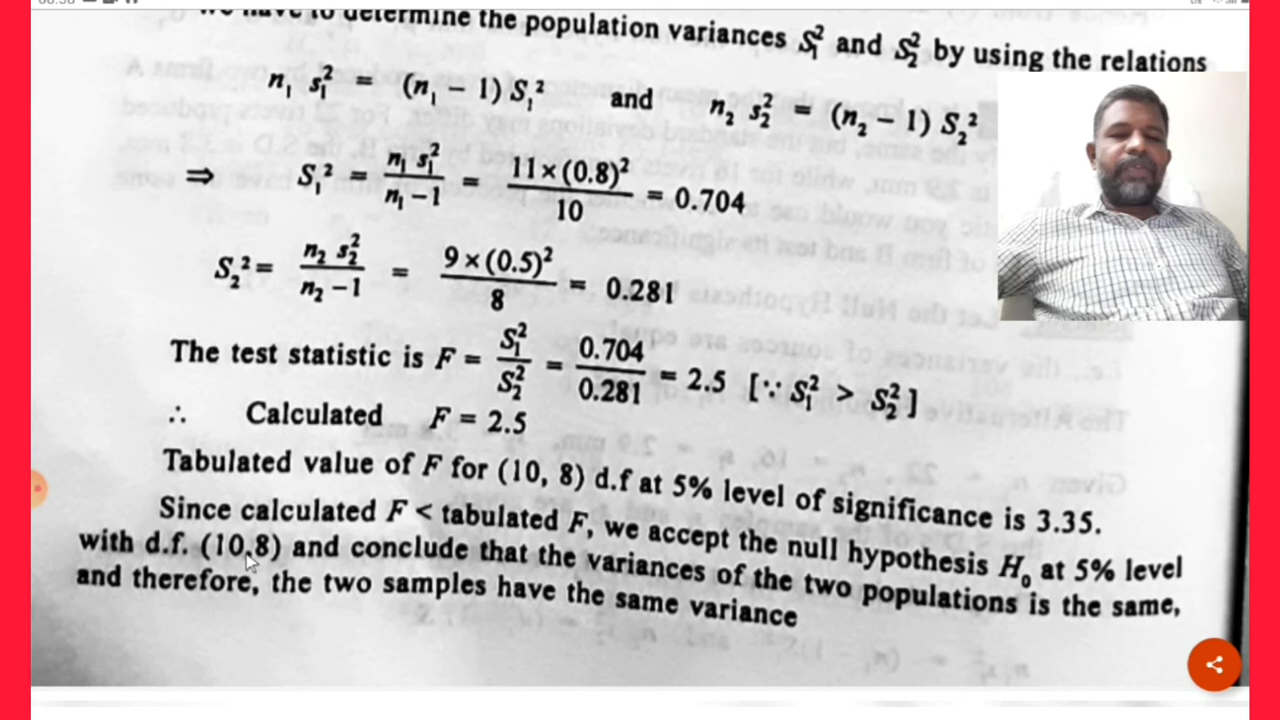 we have to determine the population variances S₁² and S₂² by using the relations
n₁ s₁² = (n₁ − 1) S₁² and n₂ s₂² = (n₂ − 1) S₂²
⇒ S₁² = n₁ s₁² / n₁ − 1 = 11 × (0.8)² / 10 = 0.704
S₂² = n₂ s₂² / n₂ − 1 = 9 × (0.5)² / 8 = 0.281
The test statistic is F = S₁² / S₂² = 0.704 / 0.281 = 2.5 [∵ S₁² > S₂²]
∴ Calculated F = 2.5
Tabulated value of F for (10, 8) d.f at 5% level of significance is 3.35.
Since calculated F < tabulated F, we accept the null hypothesis H₀ at 5% level
with d.f. (10,8) and conclude that the variances of the two populations is the same,
and therefore, the two samples have the same variance